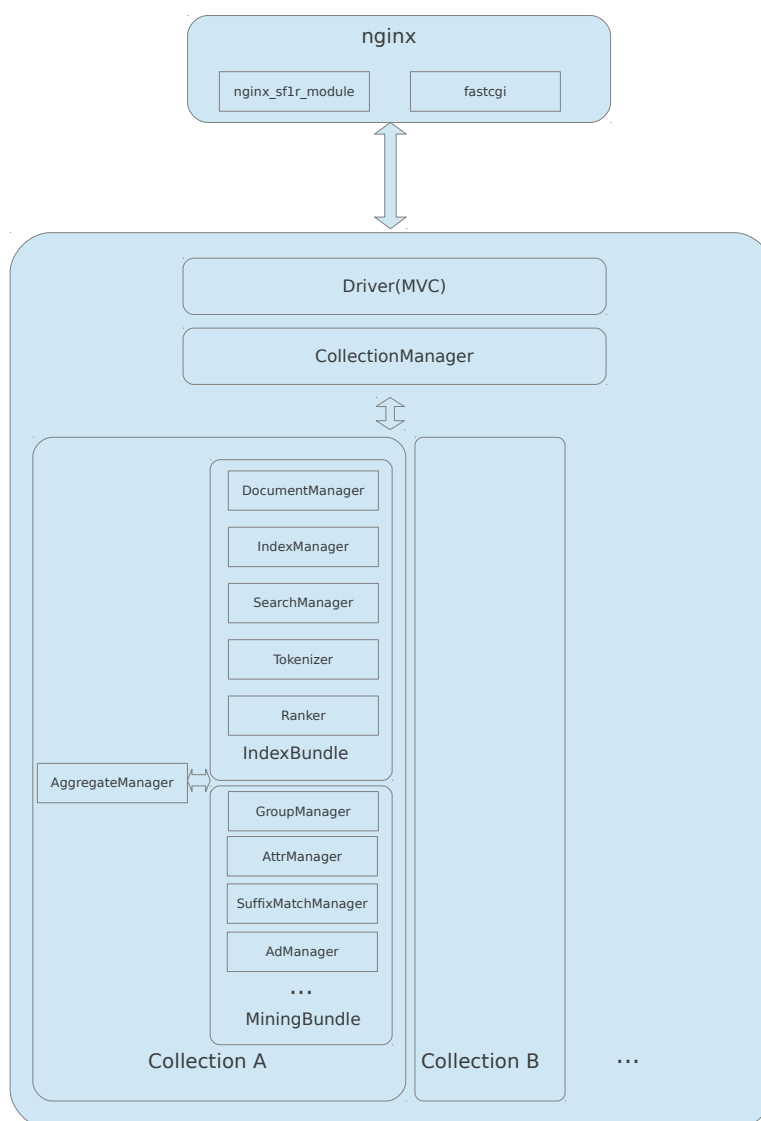 nginx
nginx_sf1r_module
fastcgi
Driver(MVC)
CollectionManager
DocumentManager
IndexManager
SearchManager
Tokenizer
Ranker
IndexBundle
AggregateManager
GroupManager
AttrManager
SuffixMatchManager
AdManager
...
MiningBundle
Collection A
Collection B
...